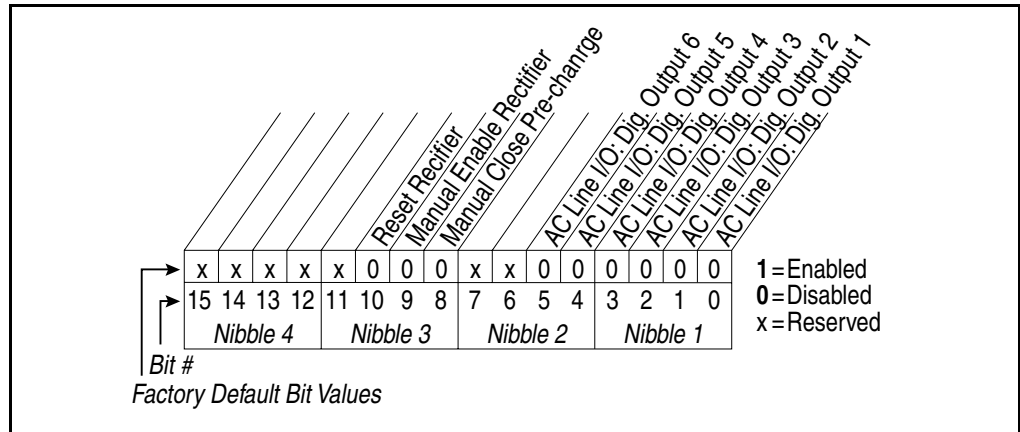 Reset Recifier
Manual Enable Rectifier
Manual Close Pre-chanrge
AC Line I/O: Dig. Output 6
AC Line I/O: Dig. Output 5
AC Line I/O: Dig. Output 4
AC Line I/O: Dig. Output 3
AC Line I/O: Dig. Output 2
AC Line I/O: Dig. Output 1
x x x x x 0 0 0 x x 0 0 0 0 0 0
15 14 13 12 11 10 9 8 7 6 5 4 3 2 1 0
Nibble 4 Nibble 3 Nibble 2 Nibble 1
1=Enabled
0=Disabled
x=Reserved
Bit #
Factory Default Bit Values